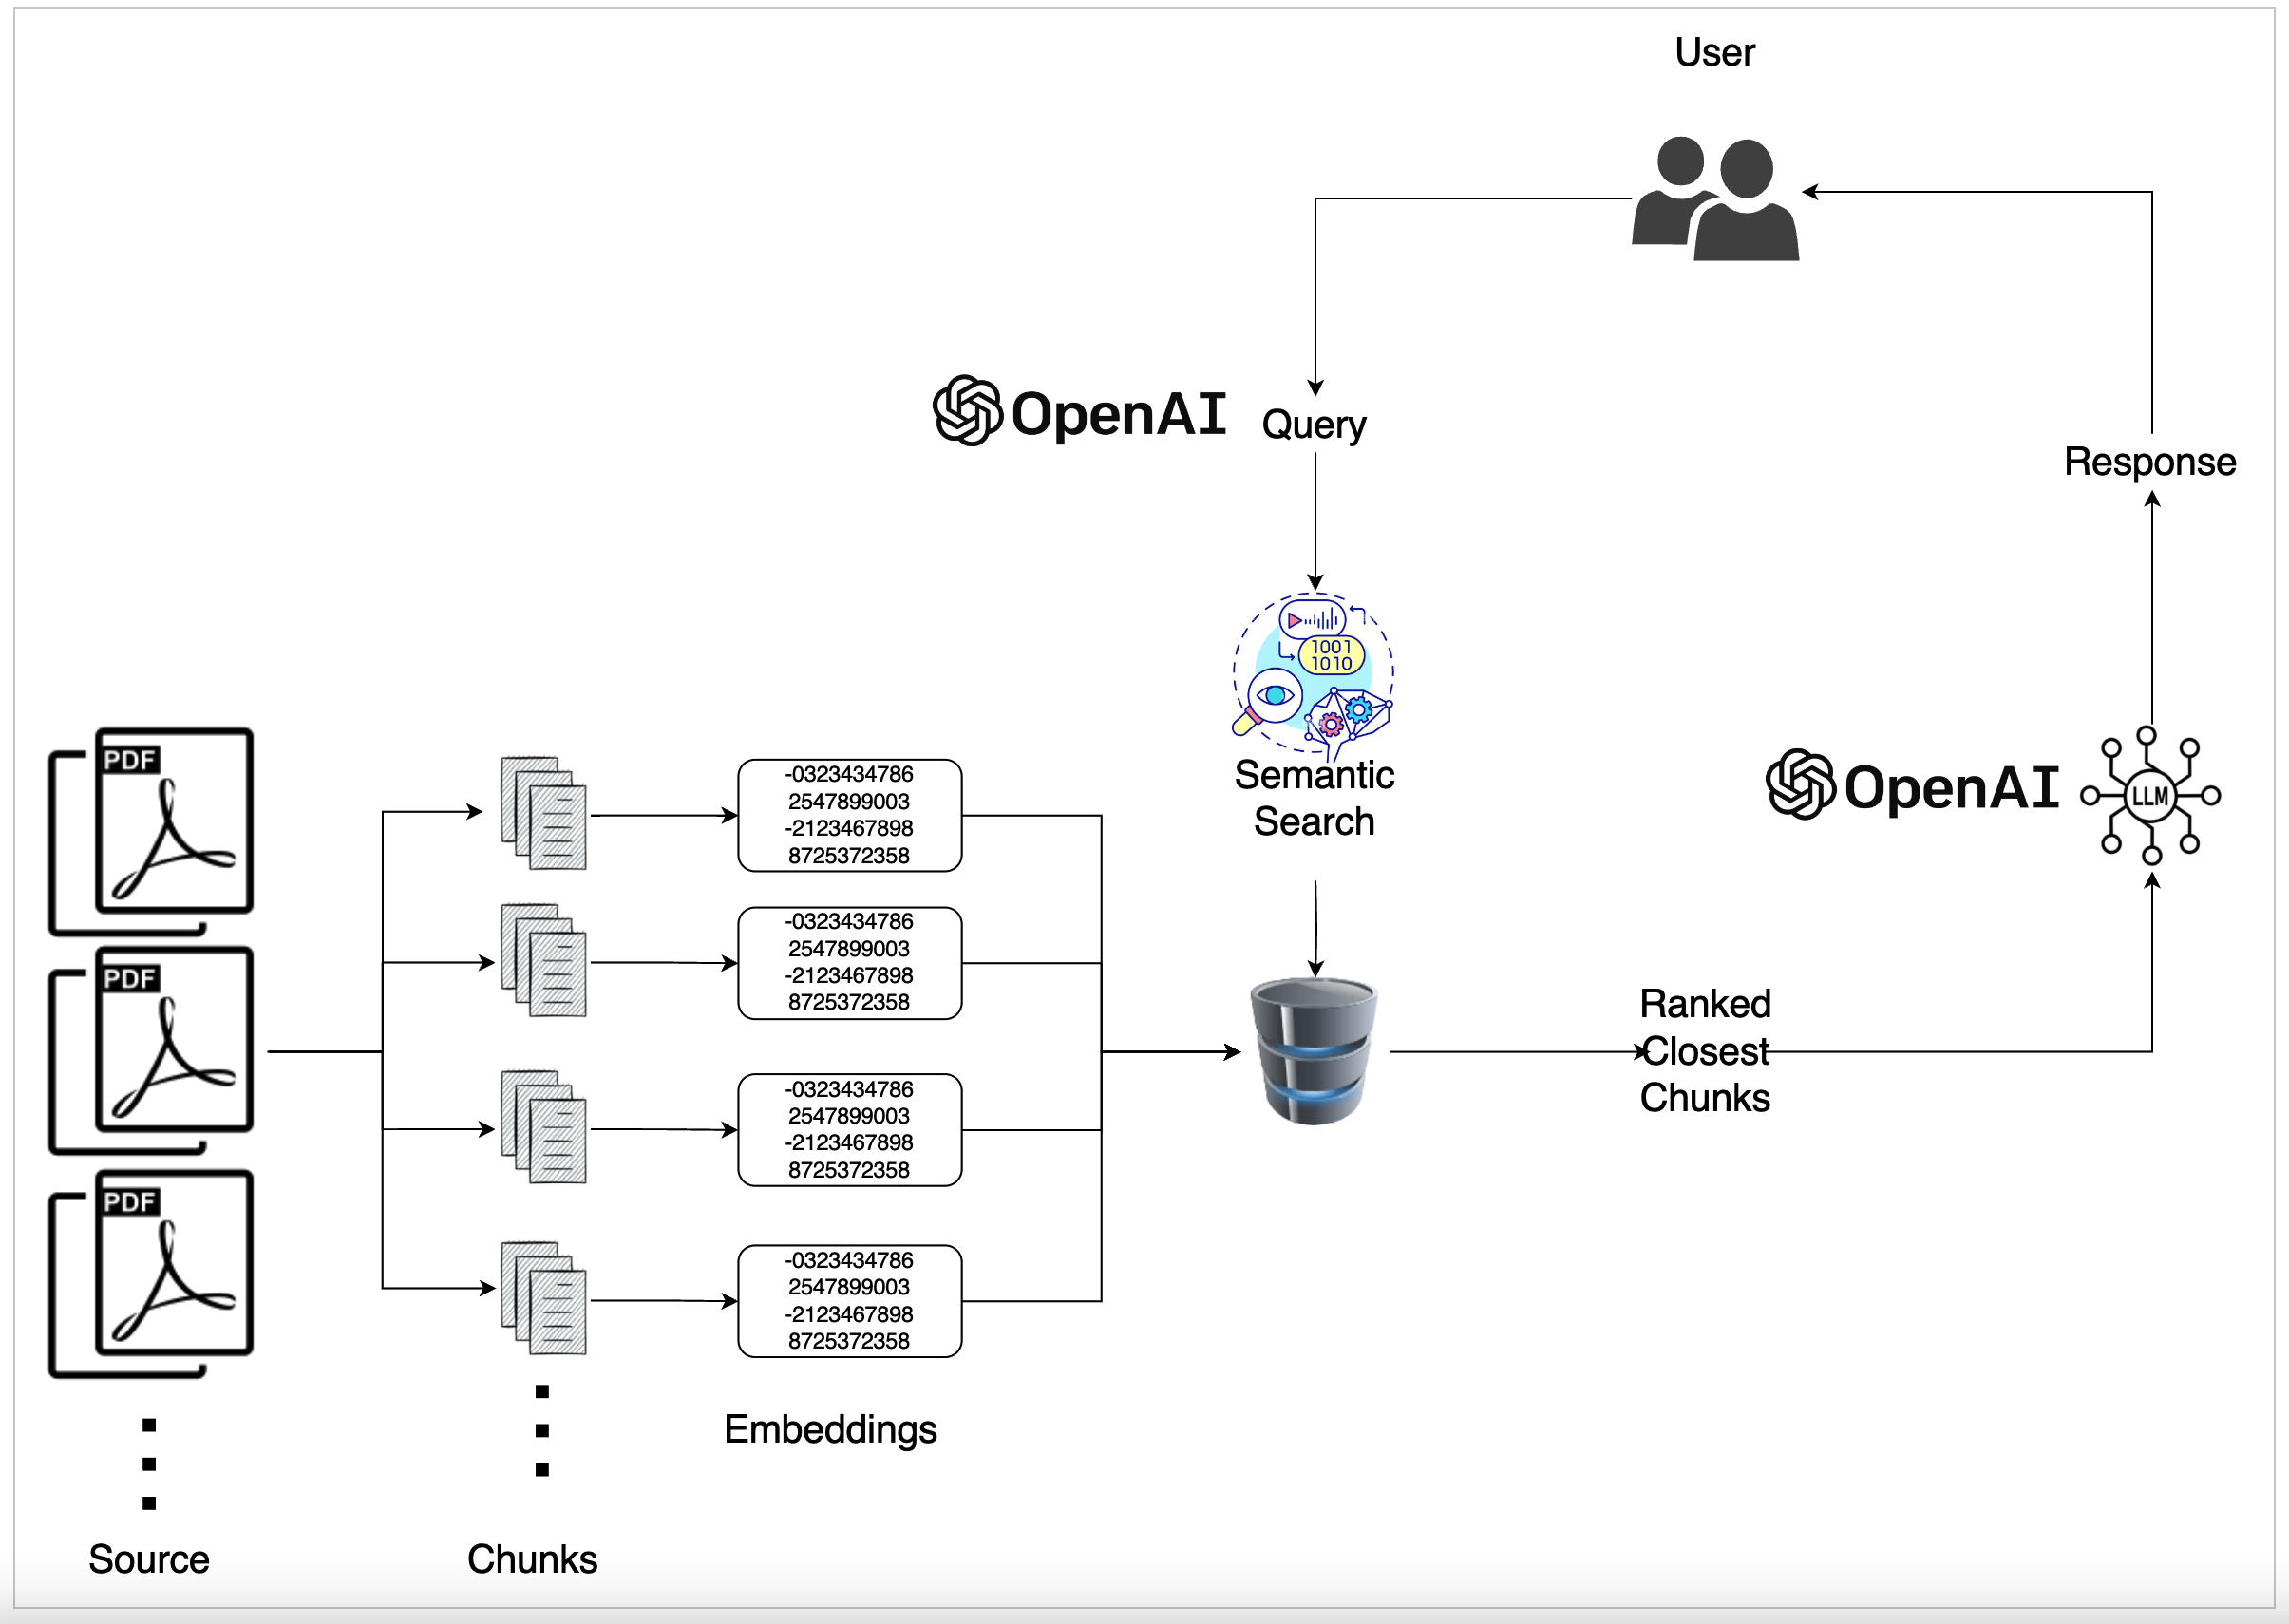 User
OpenAI
Query
Response
1001
1010
Semantic
Search
OpenAI
LLM
PDF
PDF
PDF
-0323434786
2547899003
-2123467898
8725372358
-0323434786
2547899003
-2123467898
8725372358
-0323434786
2547899003
-2123467898
8725372358
-0323434786
2547899003
-2123467898
8725372358
Ranked
Closest
Chunks
Embeddings
Source
Chunks